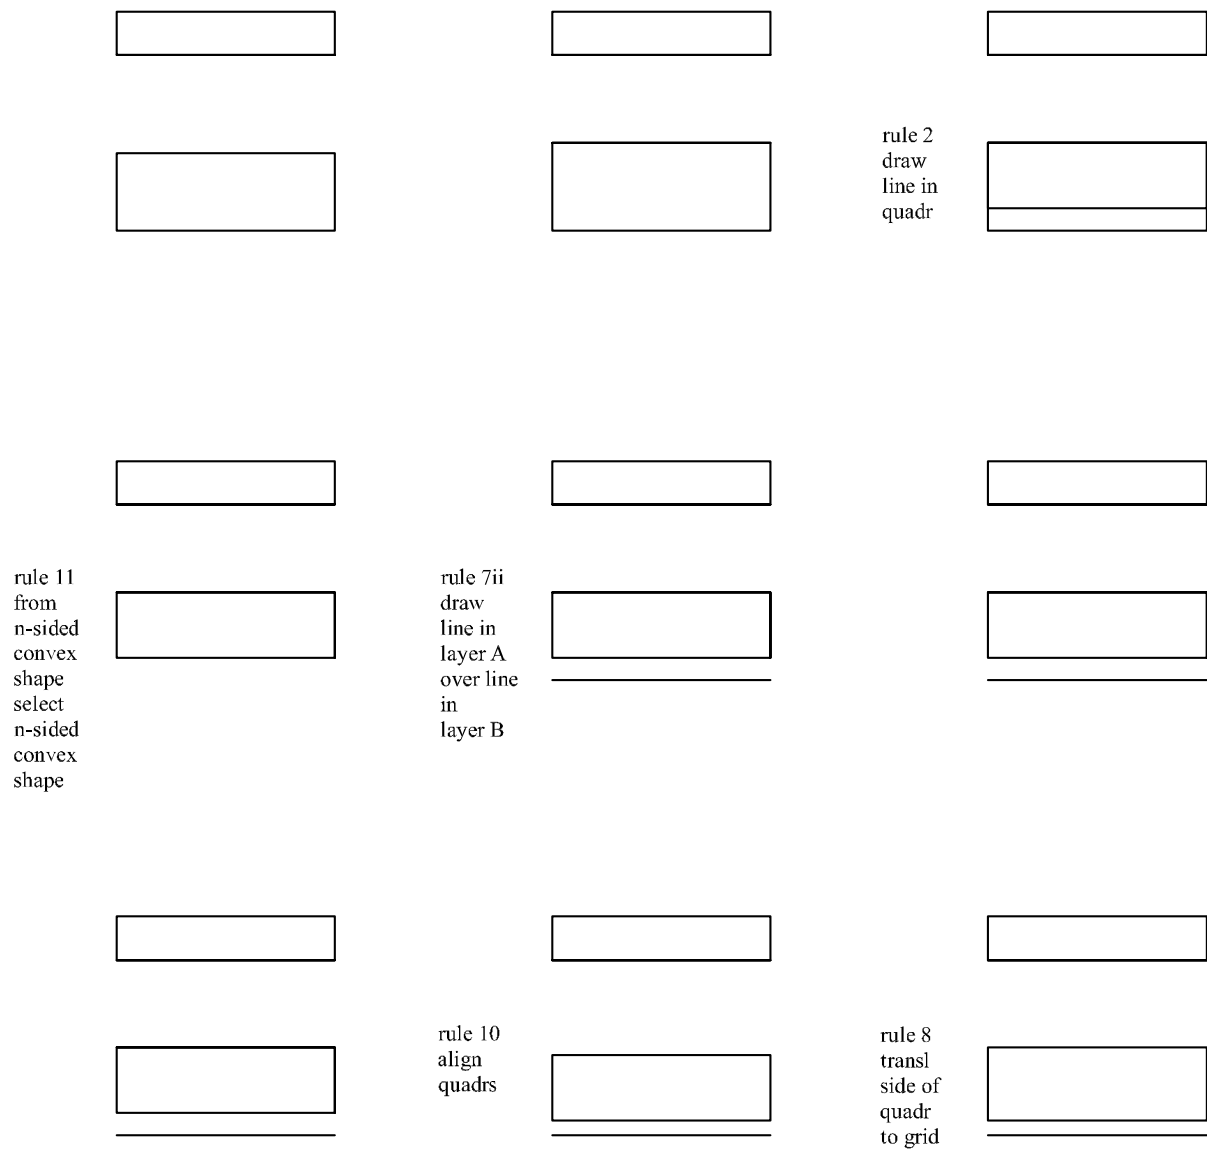 rule 2
draw
line in
quadr
rule 11
from
n-sided
convex
shape
select
n-sided
convex
shape
rule 7ii
draw
line in
layer A
over line
in
layer B
rule 10
align
quadrs
rule 8
transl
side of
quadr
to grid